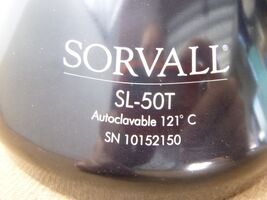 SORVALL®
SL-50T
Autoclavable 121° C
SN 10152150